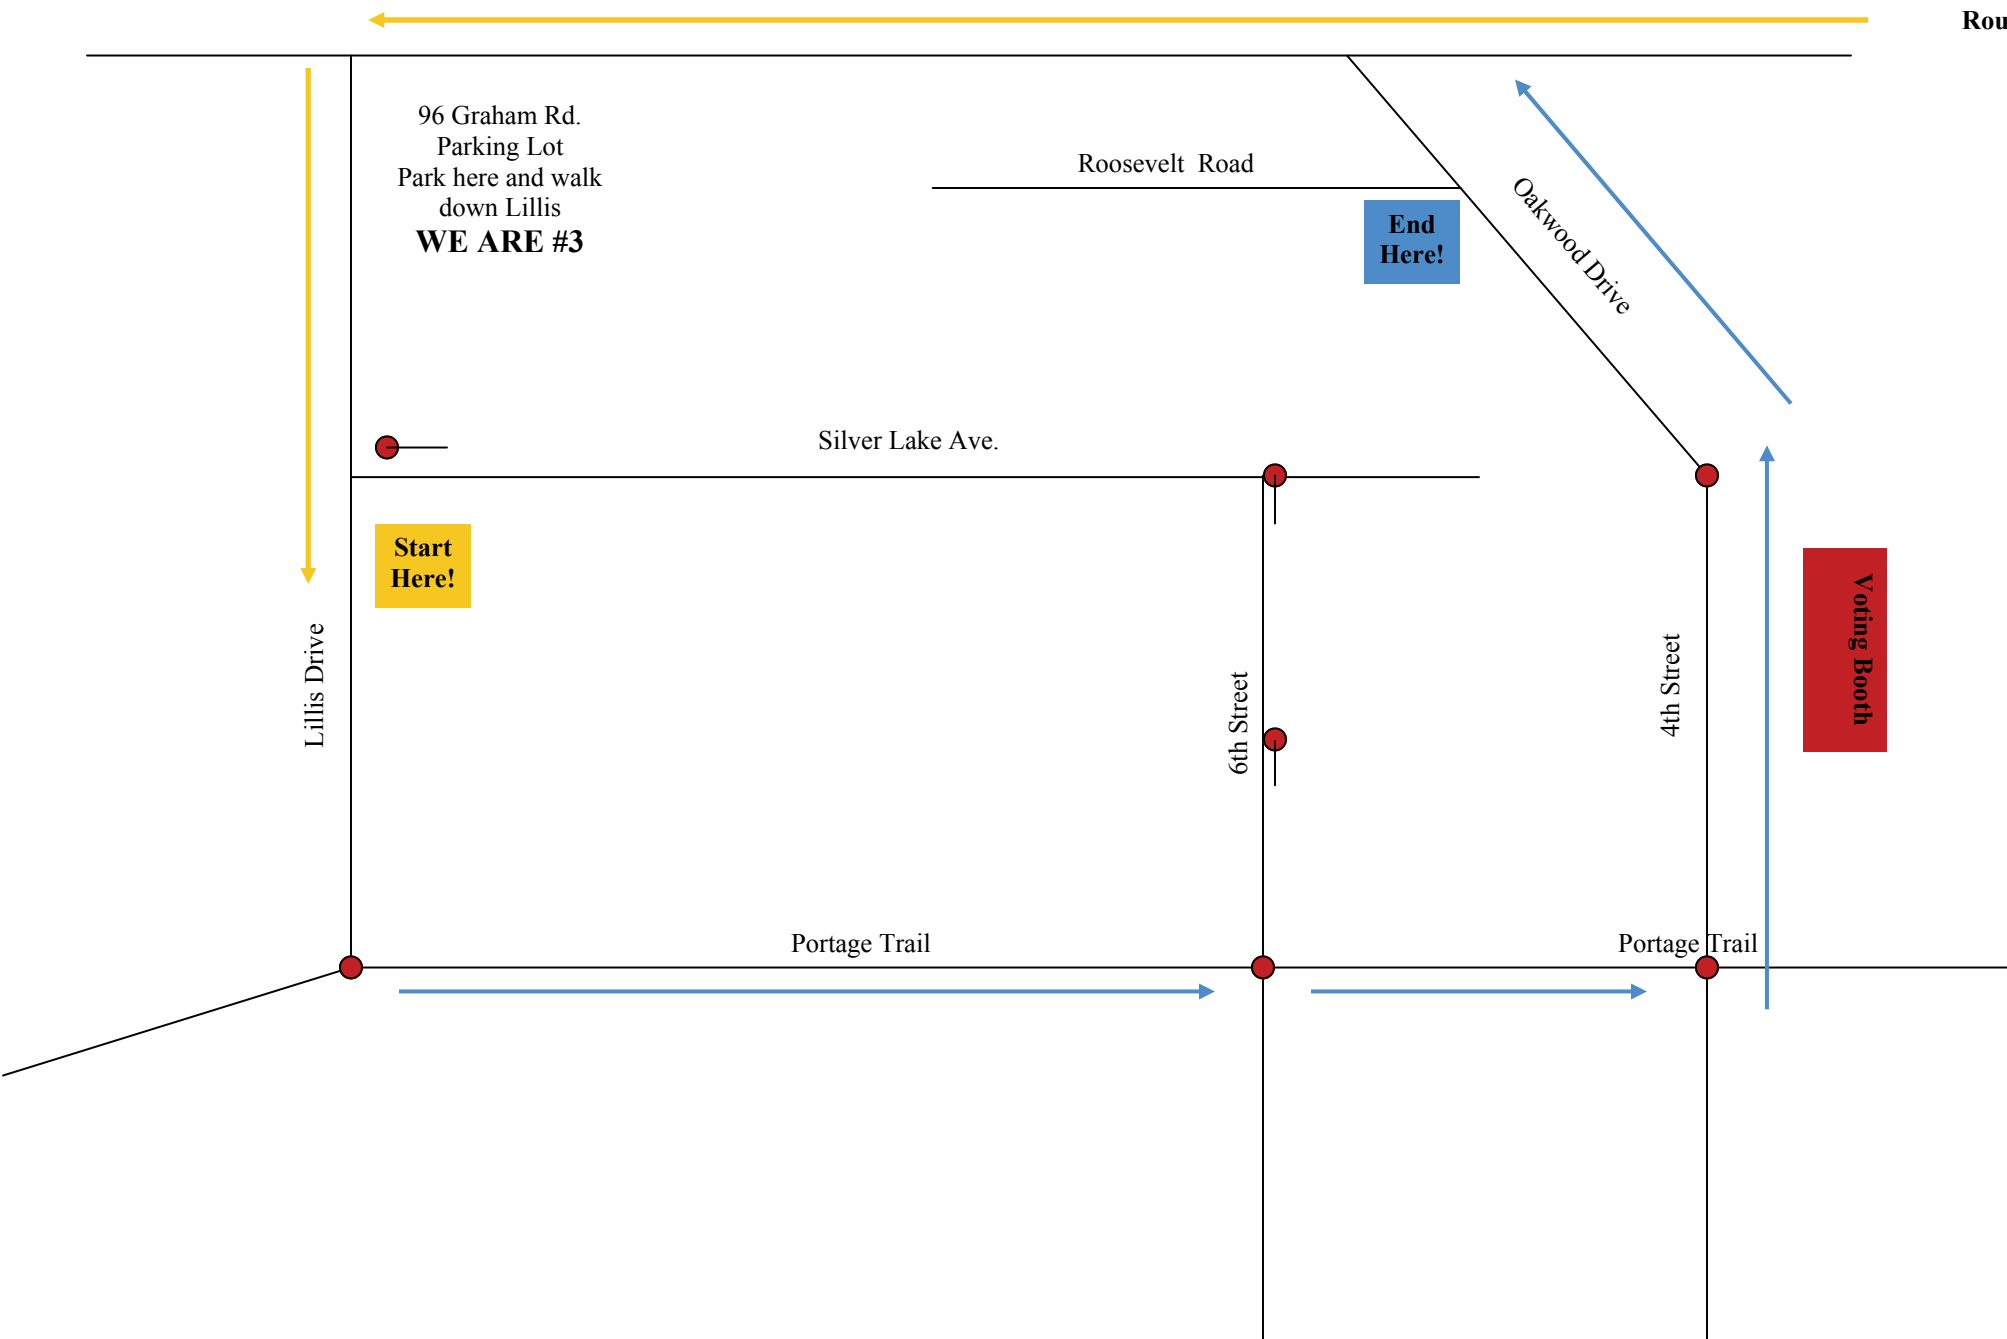 Rou
96 Graham Rd.
Parking Lot
Park here and walk
down Lillis
WE ARE #3
Roosevelt Road
End
Here!
Oakwood Drive
Silver Lake Ave.
Start
Here!
Lillis Drive
6th Street
4th Street
Voting Booth
Portage Trail
Portage Trail